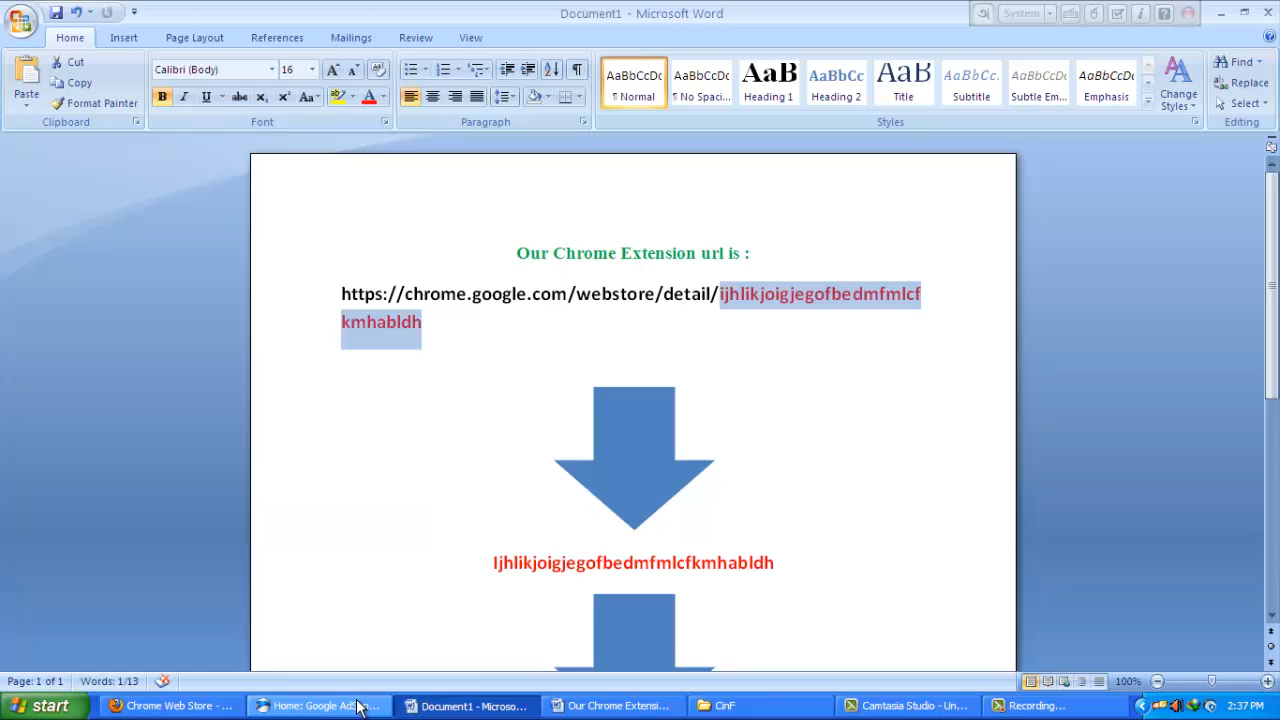 Document1 - Microsoft Word
System
Home Insert Page Layout References Mailings Review View
Paste
Cut
Copy
Format Painter
Clipboard
Calibri (Body) 16
Font
Paragraph
AaBbCcDc AaBbCcDc AaB AaBbCc AaB AaBbCc. AaBbCcDc AaBbCcDc
¶ Normal ¶ No Spaci... Heading 1 Heading 2 Title Subtitle Subtle Em... Emphasis
Change Styles
Styles
Find
Replace
Select
Editing
Our Chrome Extension url is :
https://chrome.google.com/webstore/detail/ijhlikjoigjegofbedmfmlcf
kmhabldh
Ijhlikjoigjegofbedmfmlcfkmhabldh
Page: 1 of 1 Words: 1/13 100%
start Chrome Web Store - ... Home: Google AdS... Document1 - Microso... Our Chrome Extensi... CinF Camtasia Studio - Un... Recording... 2:37 PM